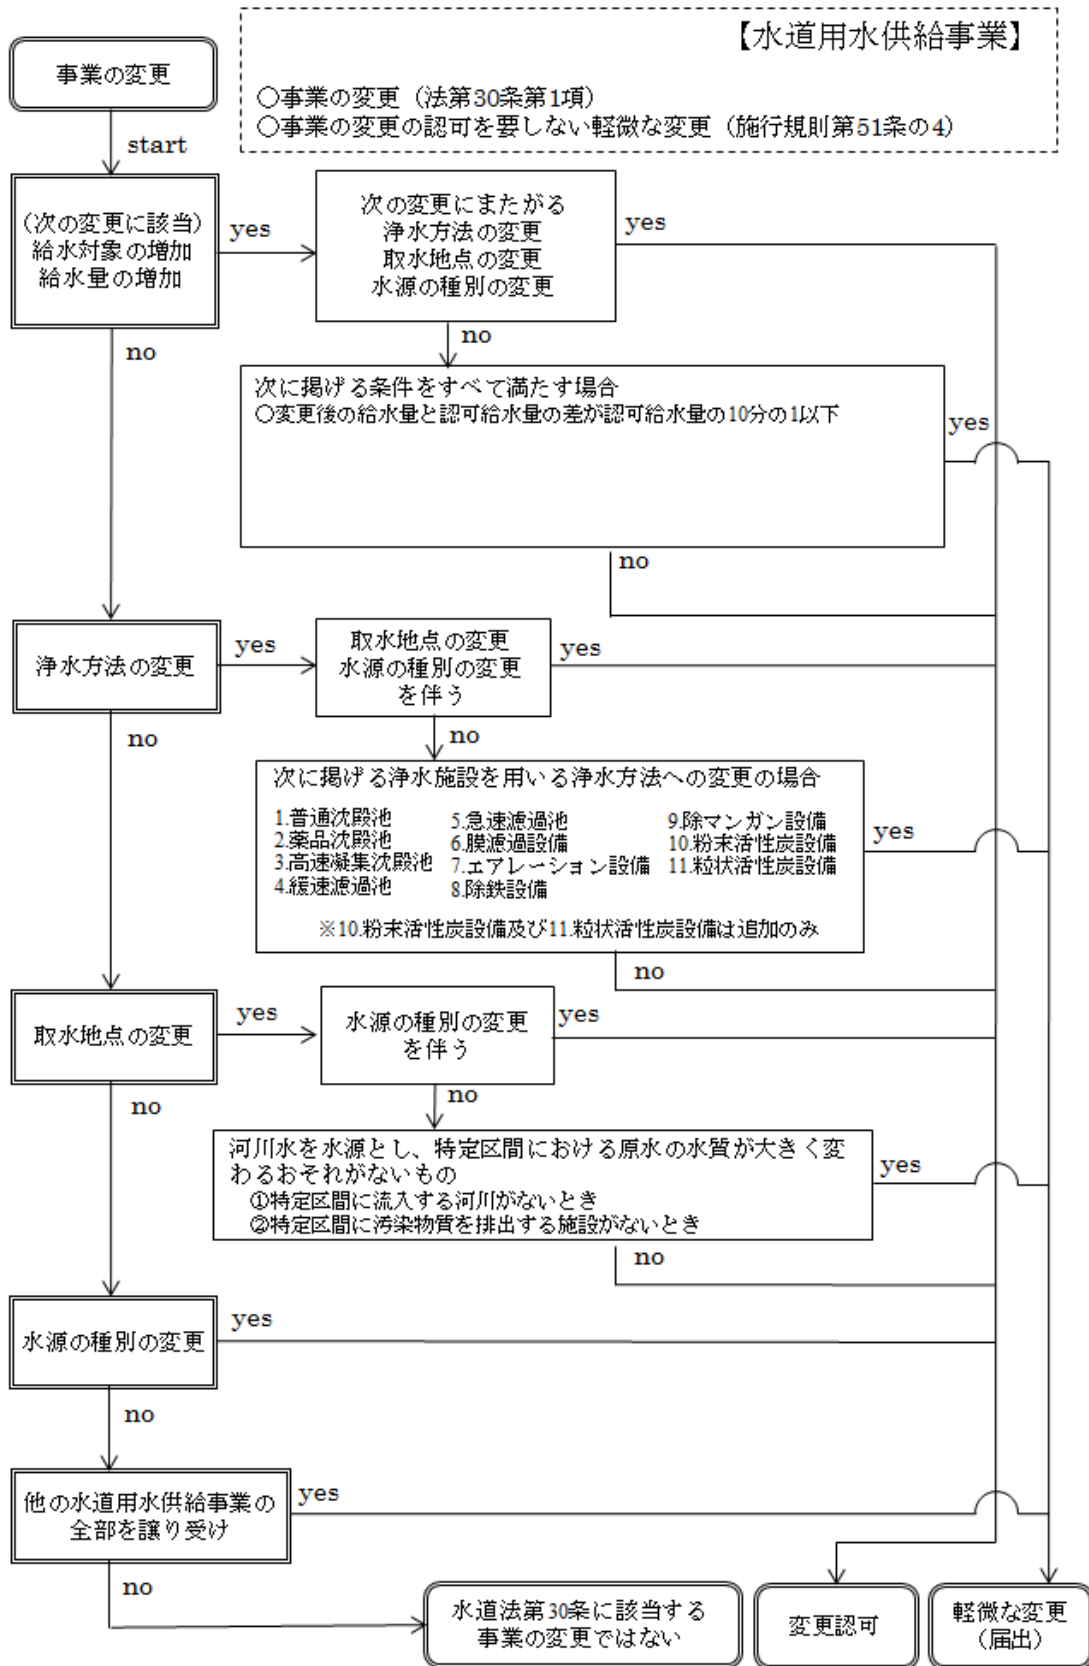 【水道用水供給事業】
○事業の変更（法第30条第1項）
○事業の変更の認可を要しない軽微な変更（施行規則第51条の4）
事業の変更
start
(次の変更に該当)
給水対象の増加
給水量の増加
yes
次の変更にまたがる
浄水方法の変更
取水地点の変更
水源の種別の変更
yes
no
no
次に掲げる条件をすべて満たす場合
○変更後の給水量と認可給水量の差が認可給水量の10分の1以下
yes
no
浄水方法の変更
yes
取水地点の変更
水源の種別の変更
を伴う
yes
no
no
次に掲げる浄水施設を用いる浄水方法への変更の場合
1.普通沈殿池
2.薬品沈殿池
3.高速凝集沈殿池
4.緩速濾過池
5.急速濾過池
6.膜濾過設備
7.エアレーション設備
8.除鉄設備
9.除マンガン設備
10.粉末活性炭設備
11.粒状活性炭設備
※10.粉末活性炭設備及び11.粒状活性炭設備は追加のみ
yes
no
取水地点の変更
yes
水源の種別の変更
を伴う
yes
no
no
河川水を水源とし、特定区間における原水の水質が大きく変
わるおそれがないもの
①特定区間に流入する河川がないとき
②特定区間に汚染物質を排出する施設がないとき
yes
no
水源の種別の変更
yes
no
他の水道用水供給事業の
全部を譲り受け
yes
no
水道法第30条に該当する
事業の変更ではない
変更認可
軽微な変更
（届出）